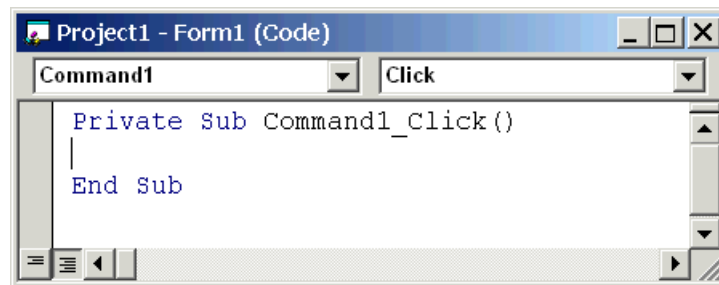 Project1 - Form1 (Code)
Command1 Click
Private Sub Command1_Click()
End Sub